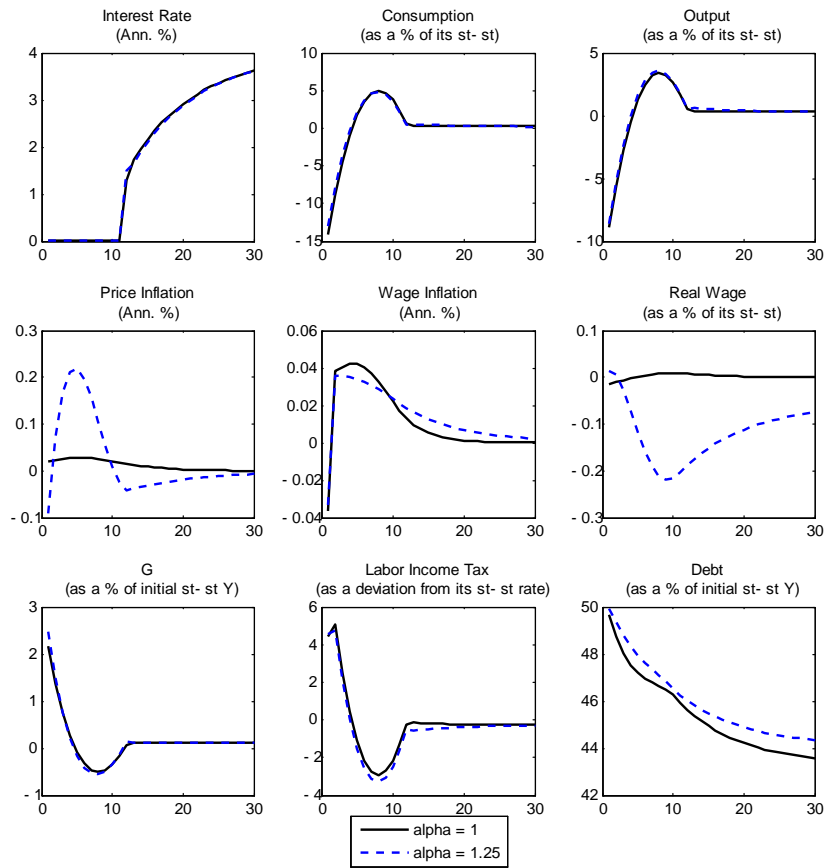 Interest Rate
(Ann. %)
Consumption
(as a % of its st- st)
Output
(as a % of its st- st)
4
3
2
1
0
0 10 20 30
10
5
0
- 5
- 10
- 15
0 10 20 30
5
0
- 5
- 10
0 10 20 30
Price Inflation
(Ann. %)
Wage Inflation
(Ann. %)
Real Wage
(as a % of its st- st)
0.3
0.2
0.1
0
- 0.1
0 10 20 30
0.06
0.04
0.02
0
- 0.02
- 0.04
0 10 20 30
0.1
0
- 0.1
- 0.2
- 0.3
0 10 20 30
G
(as a % of initial st- st Y)
Labor Income Tax
(as a deviation from its st- st rate)
Debt
(as a % of initial st- st Y)
3
2
1
0
- 1
0 10 20 30
6
4
2
0
- 2
- 4
0 10 20 30
50
48
46
44
42
0 10 20 30
alpha = 1
alpha = 1.25